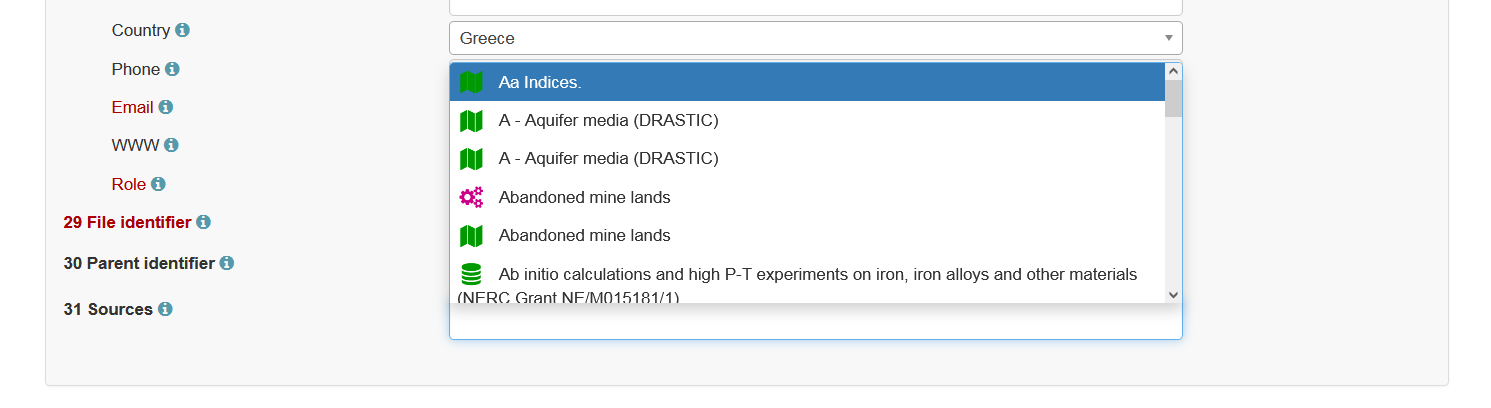 Country
Greece
Phone
Aa Indices.
Email
A - Aquifer media (DRASTIC)
WWW
A - Aquifer media (DRASTIC)
Role
Abandoned mine lands
29 File identifier
Abandoned mine lands
30 Parent identifier
Ab initio calculations and high P-T experiments on iron, iron alloys and other materials
(NERC Grant NE/M015181/1)
31 Sources